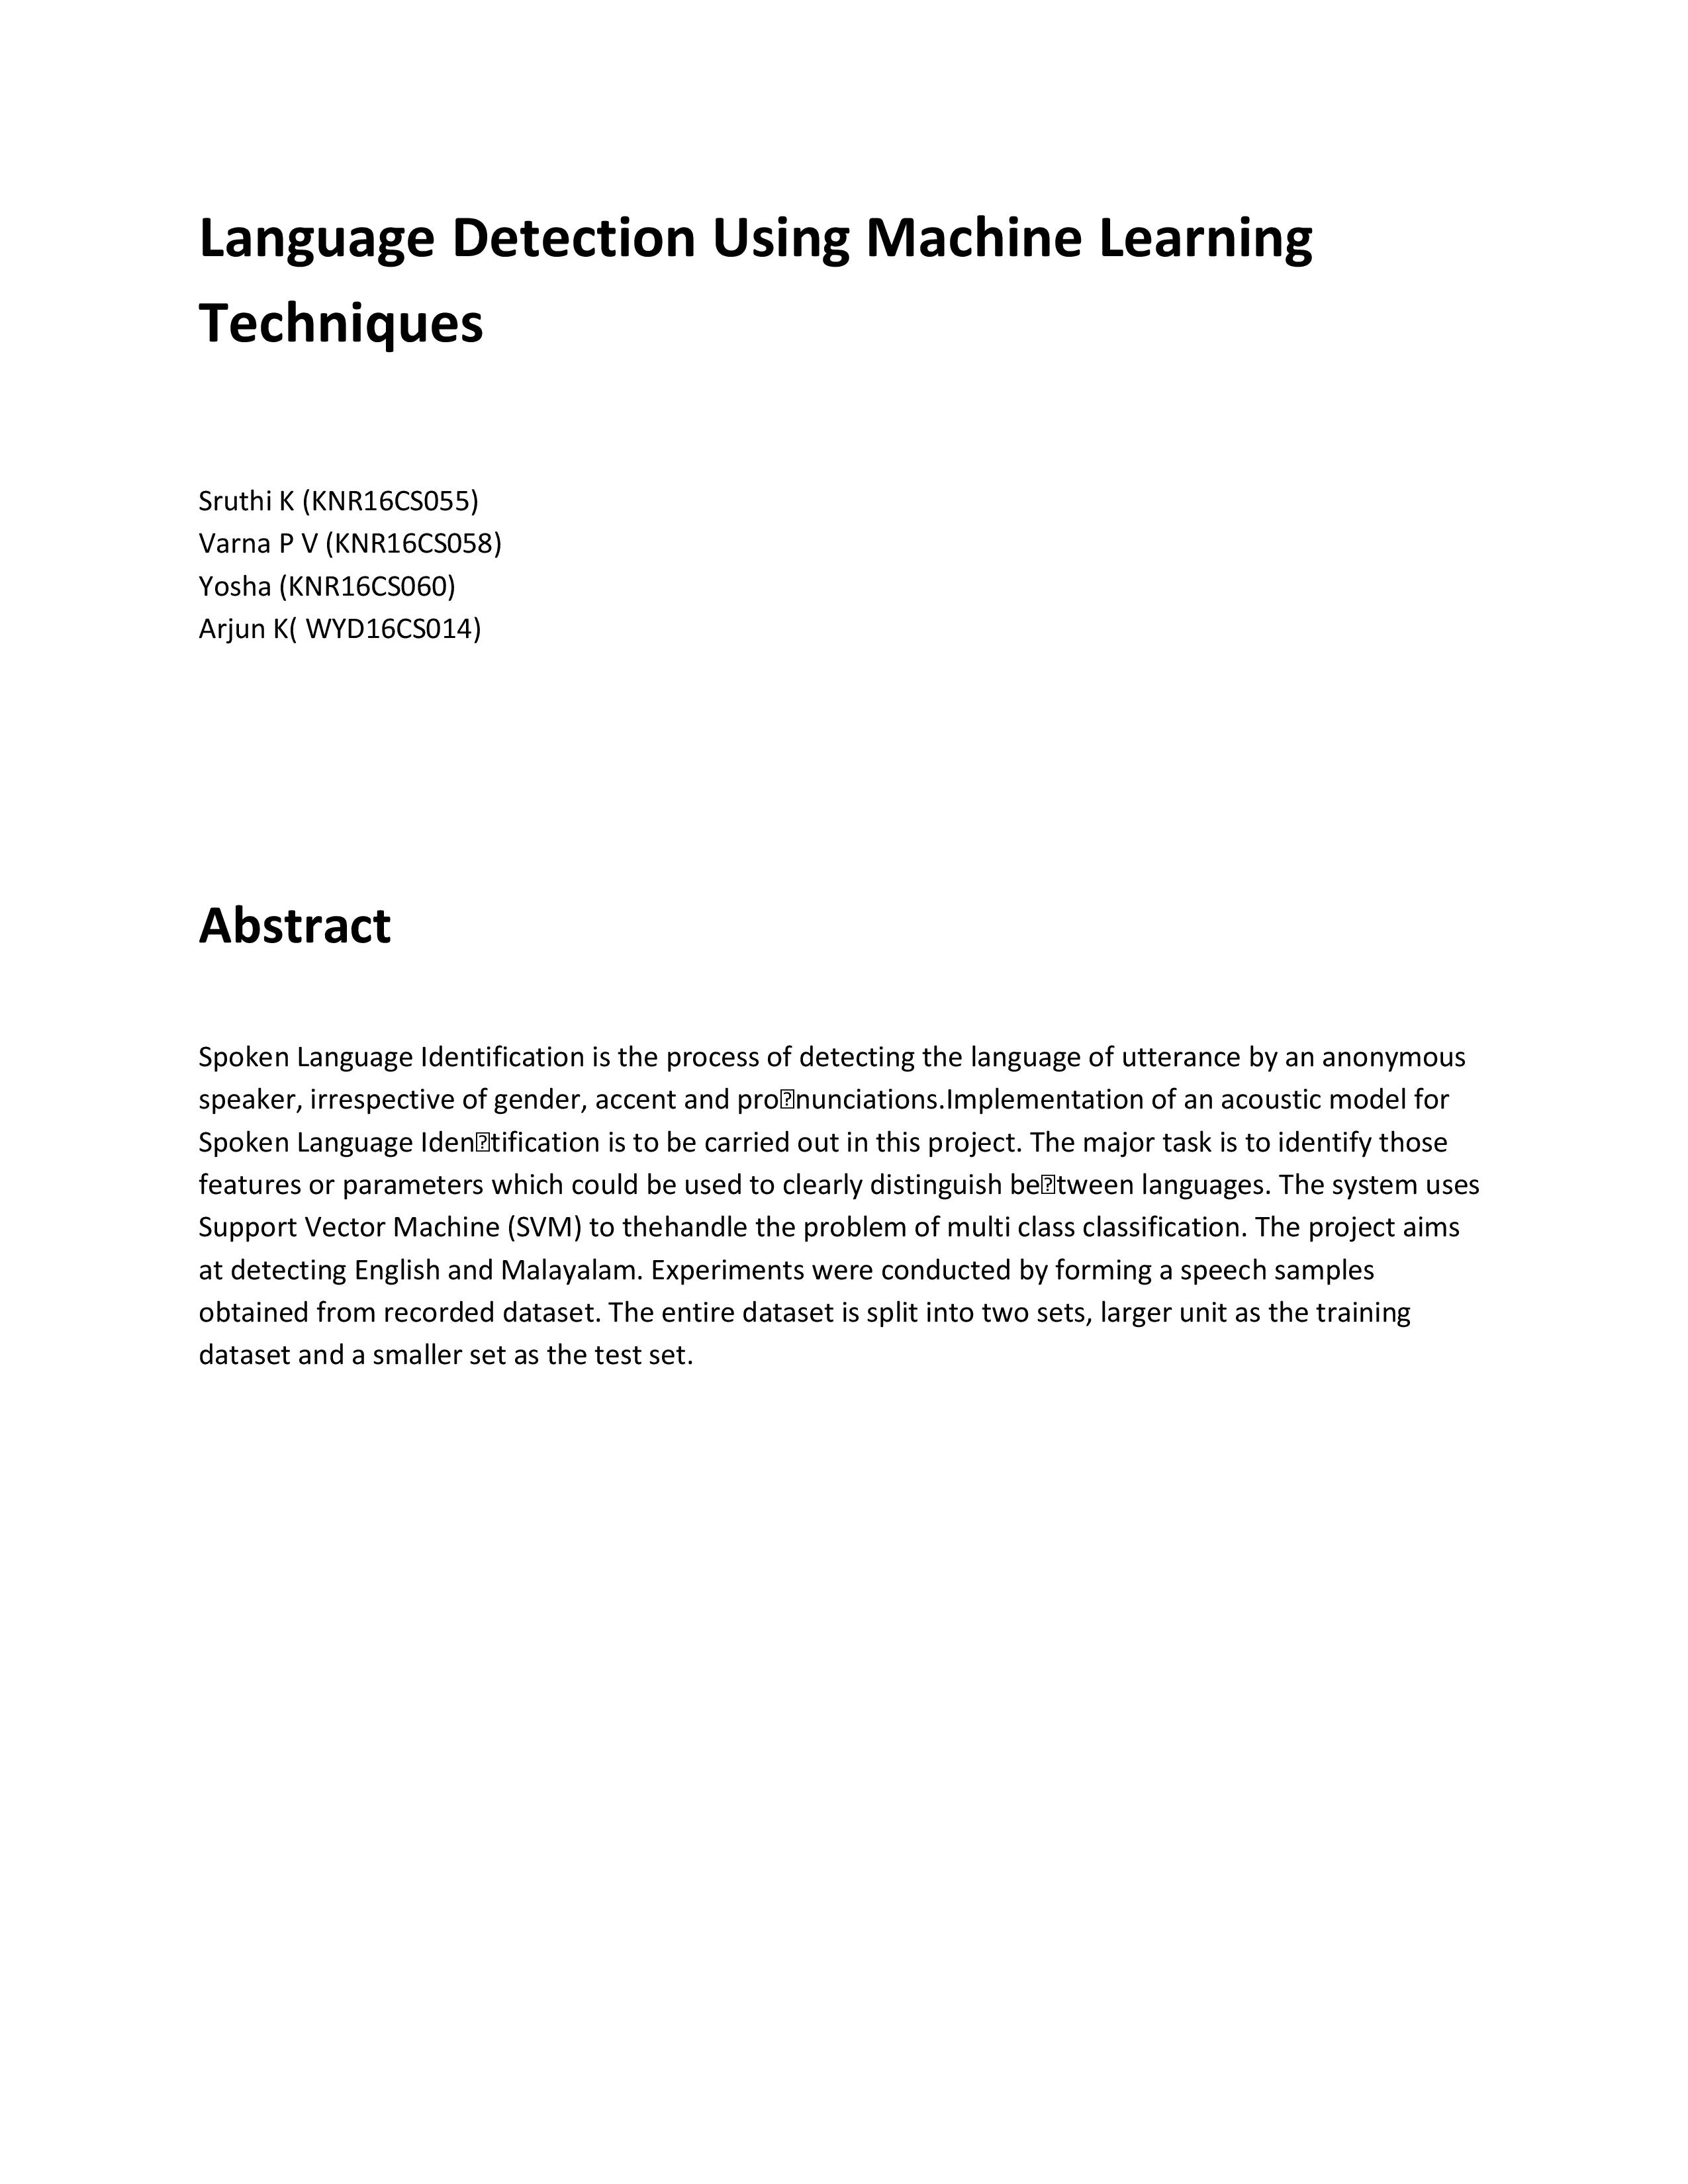 Language Detection Using Machine Learning
Techniques
Sruthi K (KNR16CS055)
Varna P V (KNR16CS058)
Yosha (KNR16CS060)
Arjun K( WYD16CS014)
Abstract
Spoken Language Identification is the process of detecting the language of utterance by an anonymous
speaker, irrespective of gender, accent and pro�nunciations.Implementation of an acoustic model for
Spoken Language Iden�tification is to be carried out in this project. The major task is to identify those
features or parameters which could be used to clearly distinguish be�tween languages. The system uses
Support Vector Machine (SVM) to thehandle the problem of multi class classification. The project aims
at detecting English and Malayalam. Experiments were conducted by forming a speech samples
obtained from recorded dataset. The entire dataset is split into two sets, larger unit as the training
dataset and a smaller set as the test set.